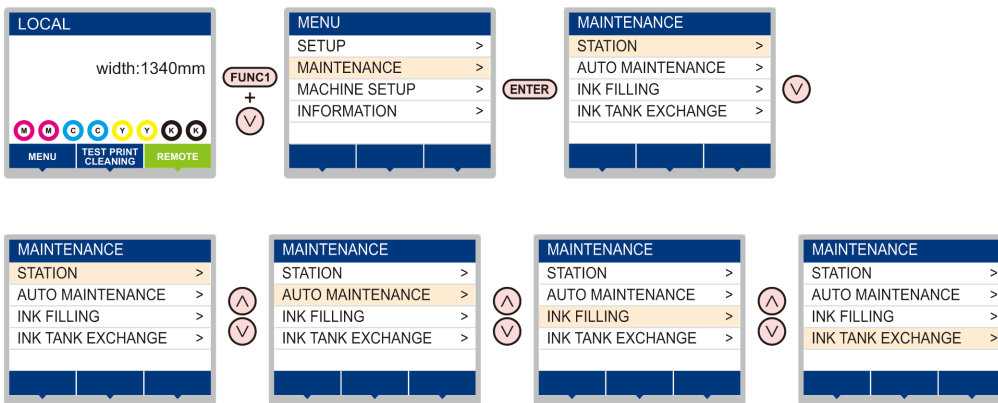 LOCAL
width:1340mm
M M C C Y Y K K
MENU
TEST PRINT
CLEANING
REMOTE
FUNC1
+
MENU
SETUP >
MAINTENANCE >
MACHINE SETUP >
INFORMATION >
ENTER
MAINTENANCE
STATION >
AUTO MAINTENANCE >
INK FILLING >
INK TANK EXCHANGE >
MAINTENANCE
STATION >
AUTO MAINTENANCE >
INK FILLING >
INK TANK EXCHANGE >
MAINTENANCE
STATION >
AUTO MAINTENANCE >
INK FILLING >
INK TANK EXCHANGE >
MAINTENANCE
STATION >
AUTO MAINTENANCE >
INK FILLING >
INK TANK EXCHANGE >
MAINTENANCE
STATION >
AUTO MAINTENANCE >
INK FILLING >
INK TANK EXCHANGE >